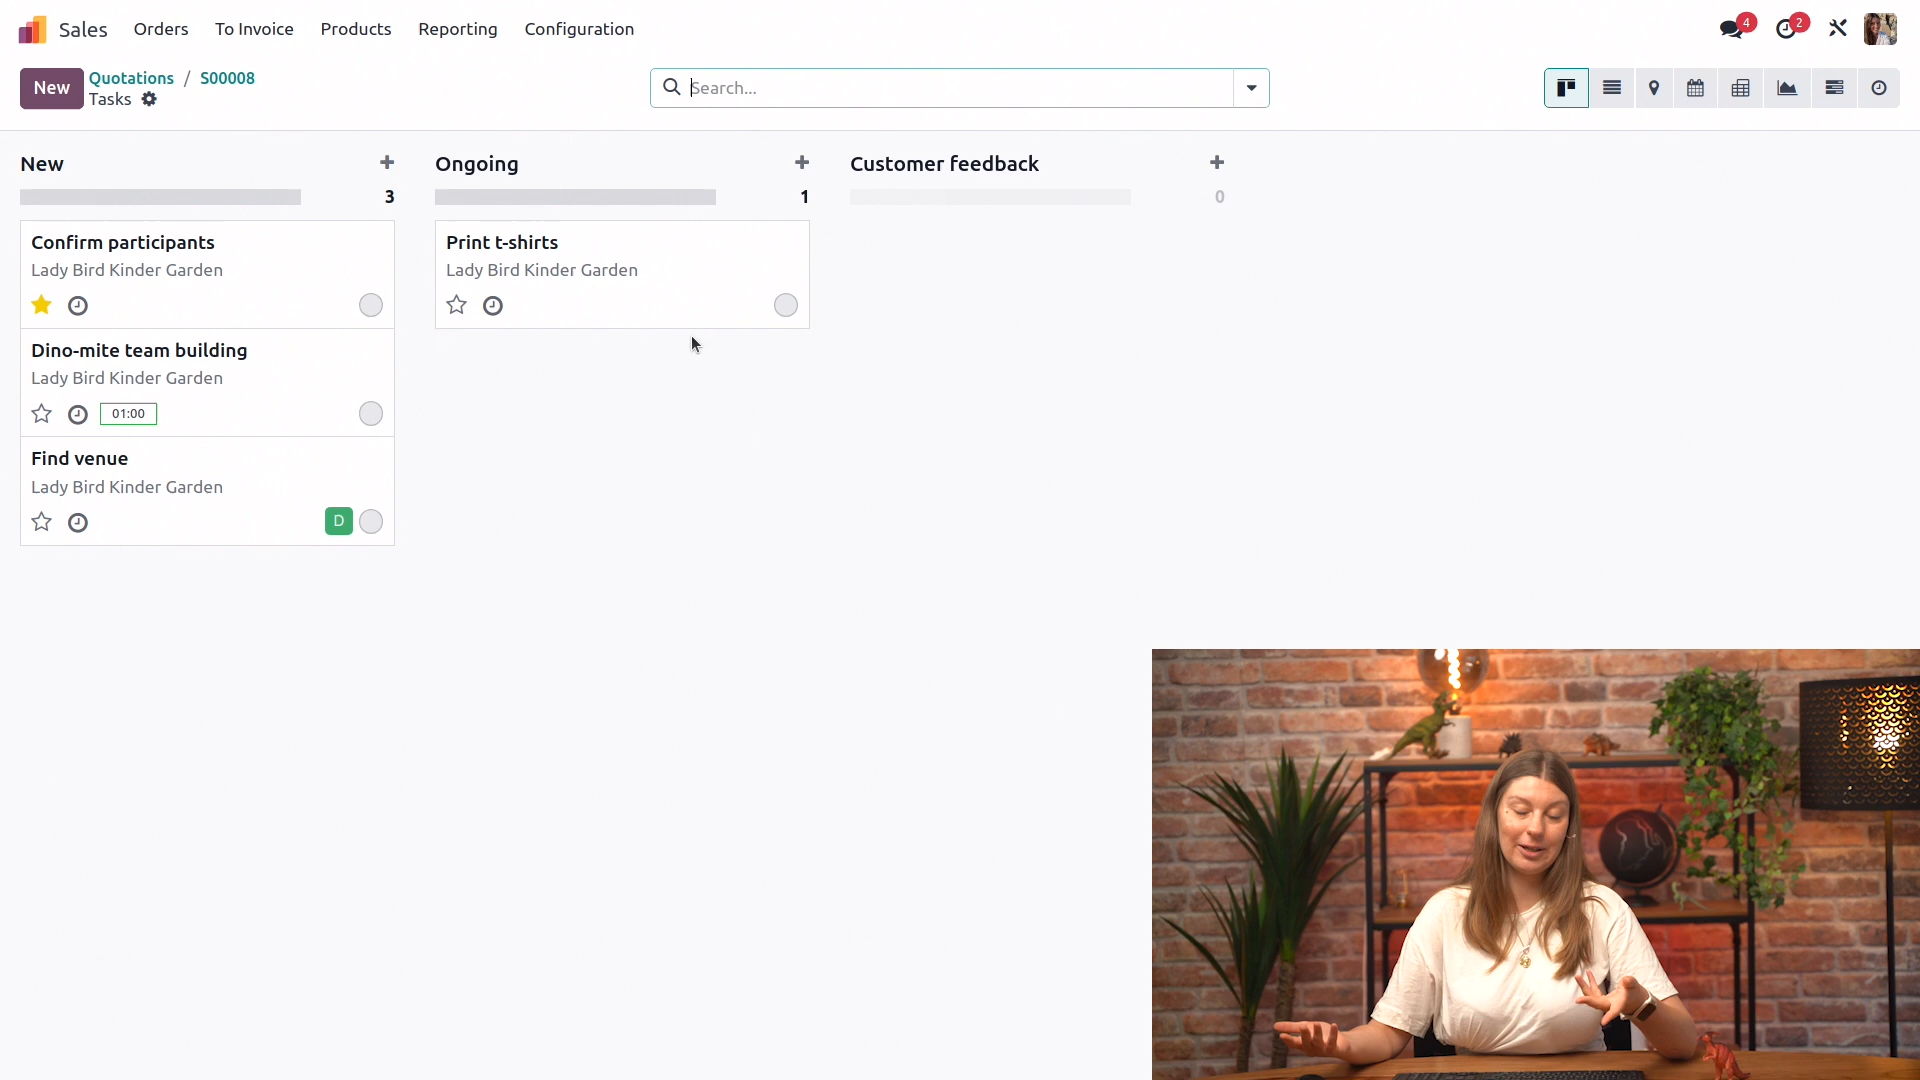 Sales Orders To Invoice Products Reporting Configuration 4 2
New Quotations / S00008
Tasks
Search...
New 3
Ongoing 1
Customer feedback 0
Confirm participants
Lady Bird Kinder Garden
Dino-mite team building
Lady Bird Kinder Garden
01:00
Find venue
Lady Bird Kinder Garden
D
Print t-shirts
Lady Bird Kinder Garden